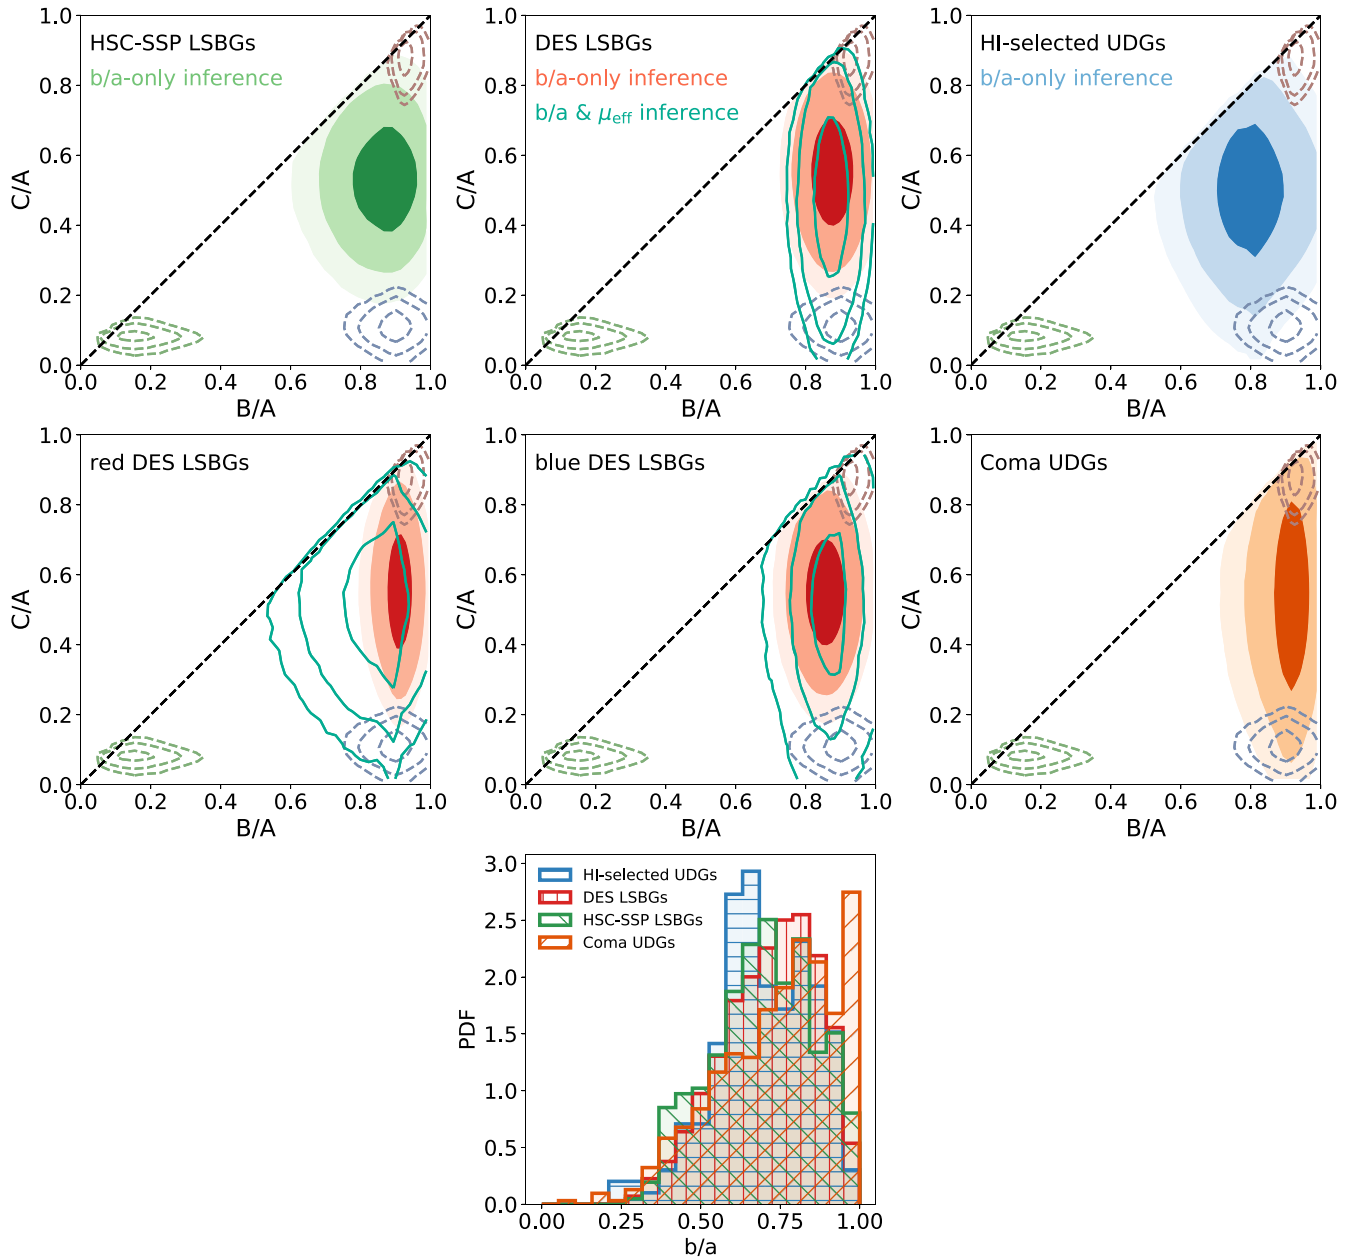 HSC-SSP LSBGs
b/a-only inference
C/A
1.0
0.8
0.6
0.4
0.2
0.0
0.0 0.2 0.4 0.6 0.8 1.0
B/A
DES LSBGs
b/a-only inference
b/a & μeff inference
C/A
1.0
0.8
0.6
0.4
0.2
0.0
0.0 0.2 0.4 0.6 0.8 1.0
B/A
HI-selected UDGs
b/a-only inference
C/A
1.0
0.8
0.6
0.4
0.2
0.0
0.0 0.2 0.4 0.6 0.8 1.0
B/A
red DES LSBGs
C/A
1.0
0.8
0.6
0.4
0.2
0.0
0.0 0.2 0.4 0.6 0.8 1.0
B/A
blue DES LSBGs
C/A
1.0
0.8
0.6
0.4
0.2
0.0
0.0 0.2 0.4 0.6 0.8 1.0
B/A
Coma UDGs
C/A
1.0
0.8
0.6
0.4
0.2
0.0
0.0 0.2 0.4 0.6 0.8 1.0
B/A
HI-selected UDGs
DES LSBGs
HSC-SSP LSBGs
Coma UDGs
PDF
3.0
2.5
2.0
1.5
1.0
0.5
0.0
0.00 0.25 0.50 0.75 1.00
b/a